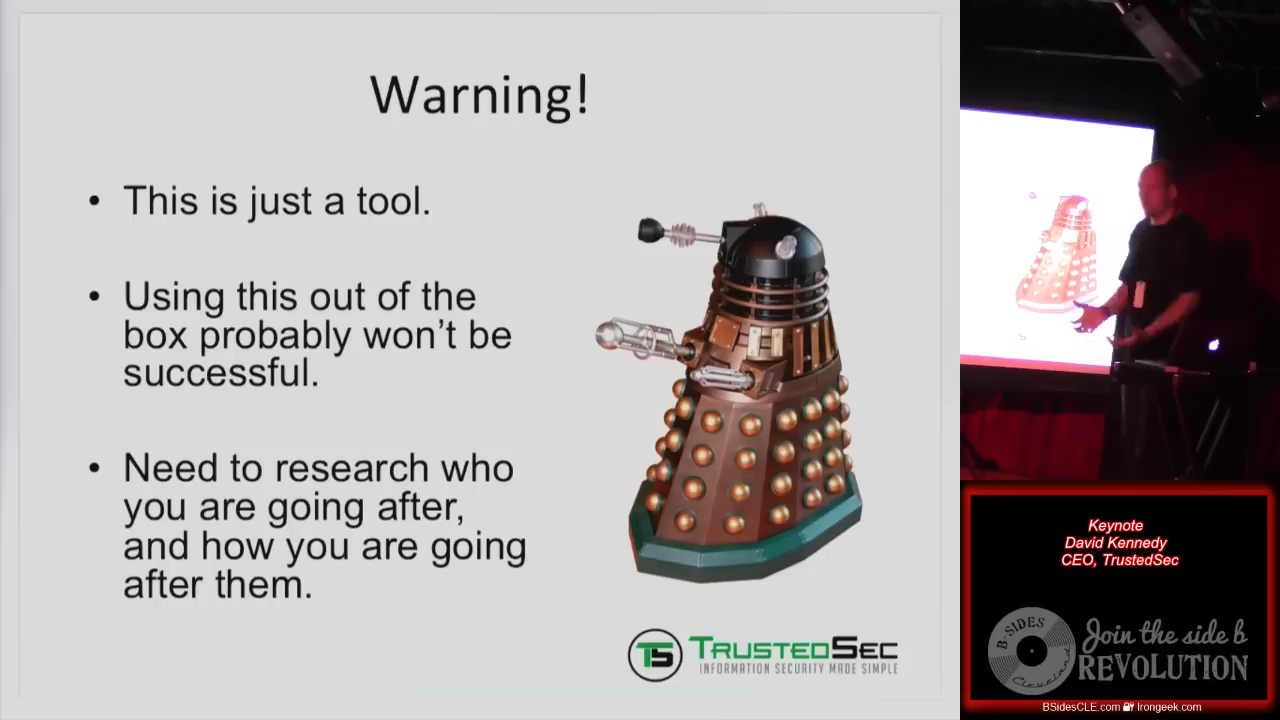 Warning!
• This is just a tool.
• Using this out of the
box probably won’t be
successful.
• Need to research who
you are going after,
and how you are going
after them.
TS TRUSTEDSEC
INFORMATION SECURITY MADE SIMPLE
Keynote
David Kennedy
CEO, TrustedSec
B-SIDES
Cleveland
Join the side b
REVOLUTION
BSidesCLE.com Irongeek.com